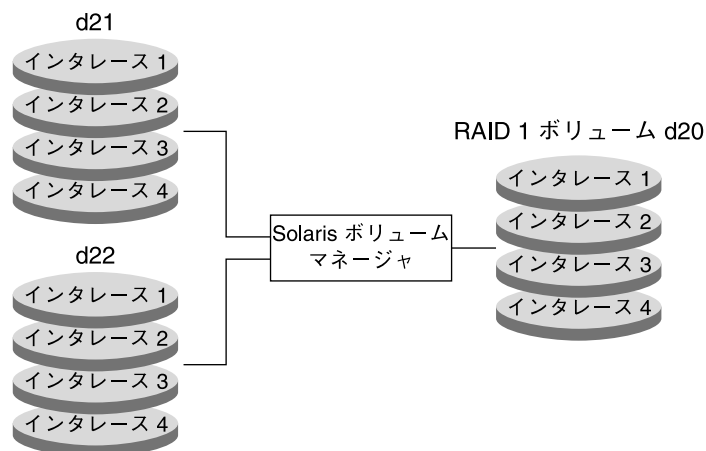 d21
インタレース 1
インタレース 2
インタレース 3
インタレース 4
d22
インタレース 1
インタレース 2
インタレース 3
インタレース 4
Solaris ボリューム
マネージャ
RAID 1 ボリューム d20
インタレース 1
インタレース 2
インタレース 3
インタレース 4